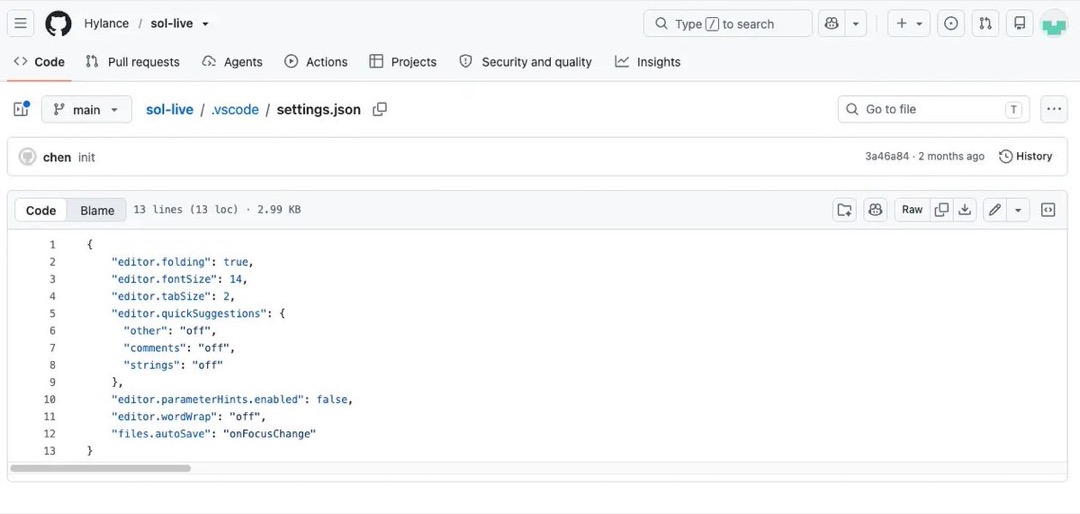 Hylance / sol-live
Type / to search
Code
Pull requests
Agents
Actions
Projects
Security and quality
Insights
main
sol-live / .vscode / settings.json
Go to file
T
chen init
3a46a84 · 2 months ago
History
Code
Blame
13 lines (13 loc) · 2.99 KB
Raw
1 {
2 "editor.folding": true,
3 "editor.fontSize": 14,
4 "editor.tabSize": 2,
5 "editor.quickSuggestions": {
6 "other": "off",
7 "comments": "off",
8 "strings": "off"
9 },
10 "editor.parameterHints.enabled": false,
11 "editor.wordWrap": "off",
12 "files.autoSave": "onFocusChange"
13 }